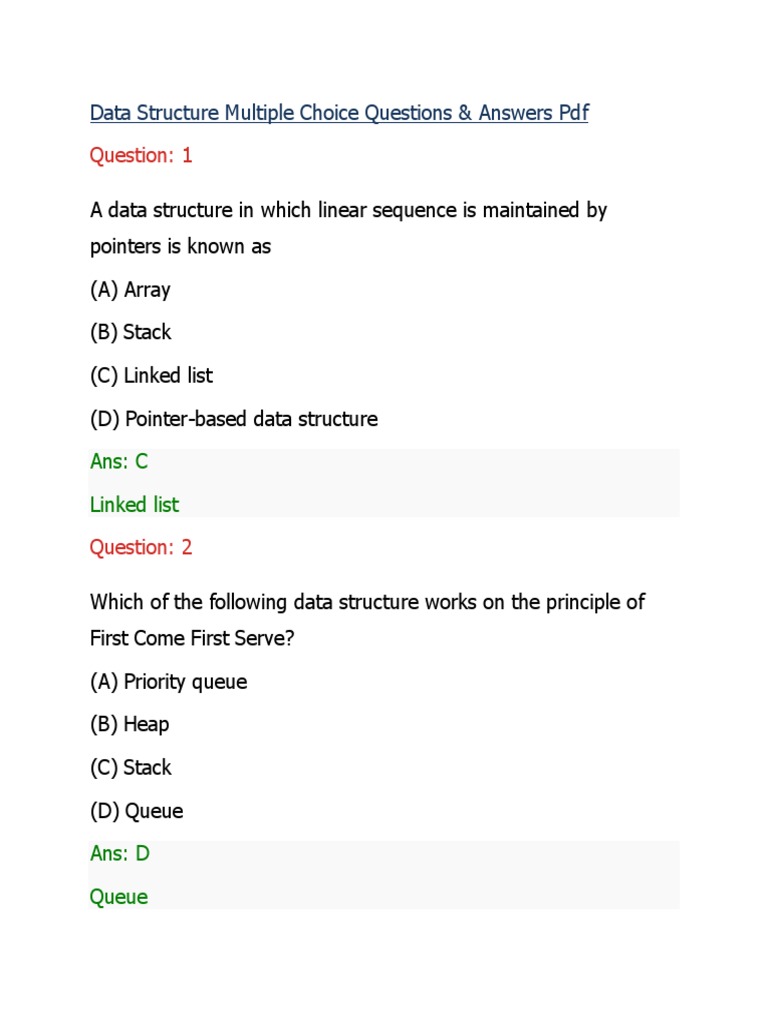 Data Structure Multiple Choice Questions & Answers Pdf
Question: 1
A data structure in which linear sequence is maintained by
pointers is known as
(A) Array
(B) Stack
(C) Linked list
(D) Pointer-based data structure
Ans: C
Linked list
Question: 2
Which of the following data structure works on the principle of
First Come First Serve?
(A) Priority queue
(B) Heap
(C) Stack
(D) Queue
Ans: D
Queue